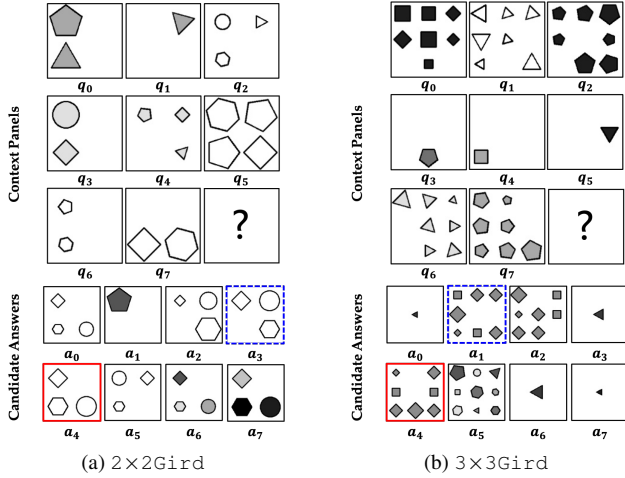 Context Panels
q0 q1 q2
q3 q4 q5
q6 q7
?
Candidate Answers
a0 a1 a2 a3
a4 a5 a6 a7
(a) 2×2Gird
Context Panels
q0 q1 q2
q3 q4 q5
q6 q7
?
Candidate Answers
a0 a1 a2 a3
a4 a5 a6 a7
(b) 3×3Gird